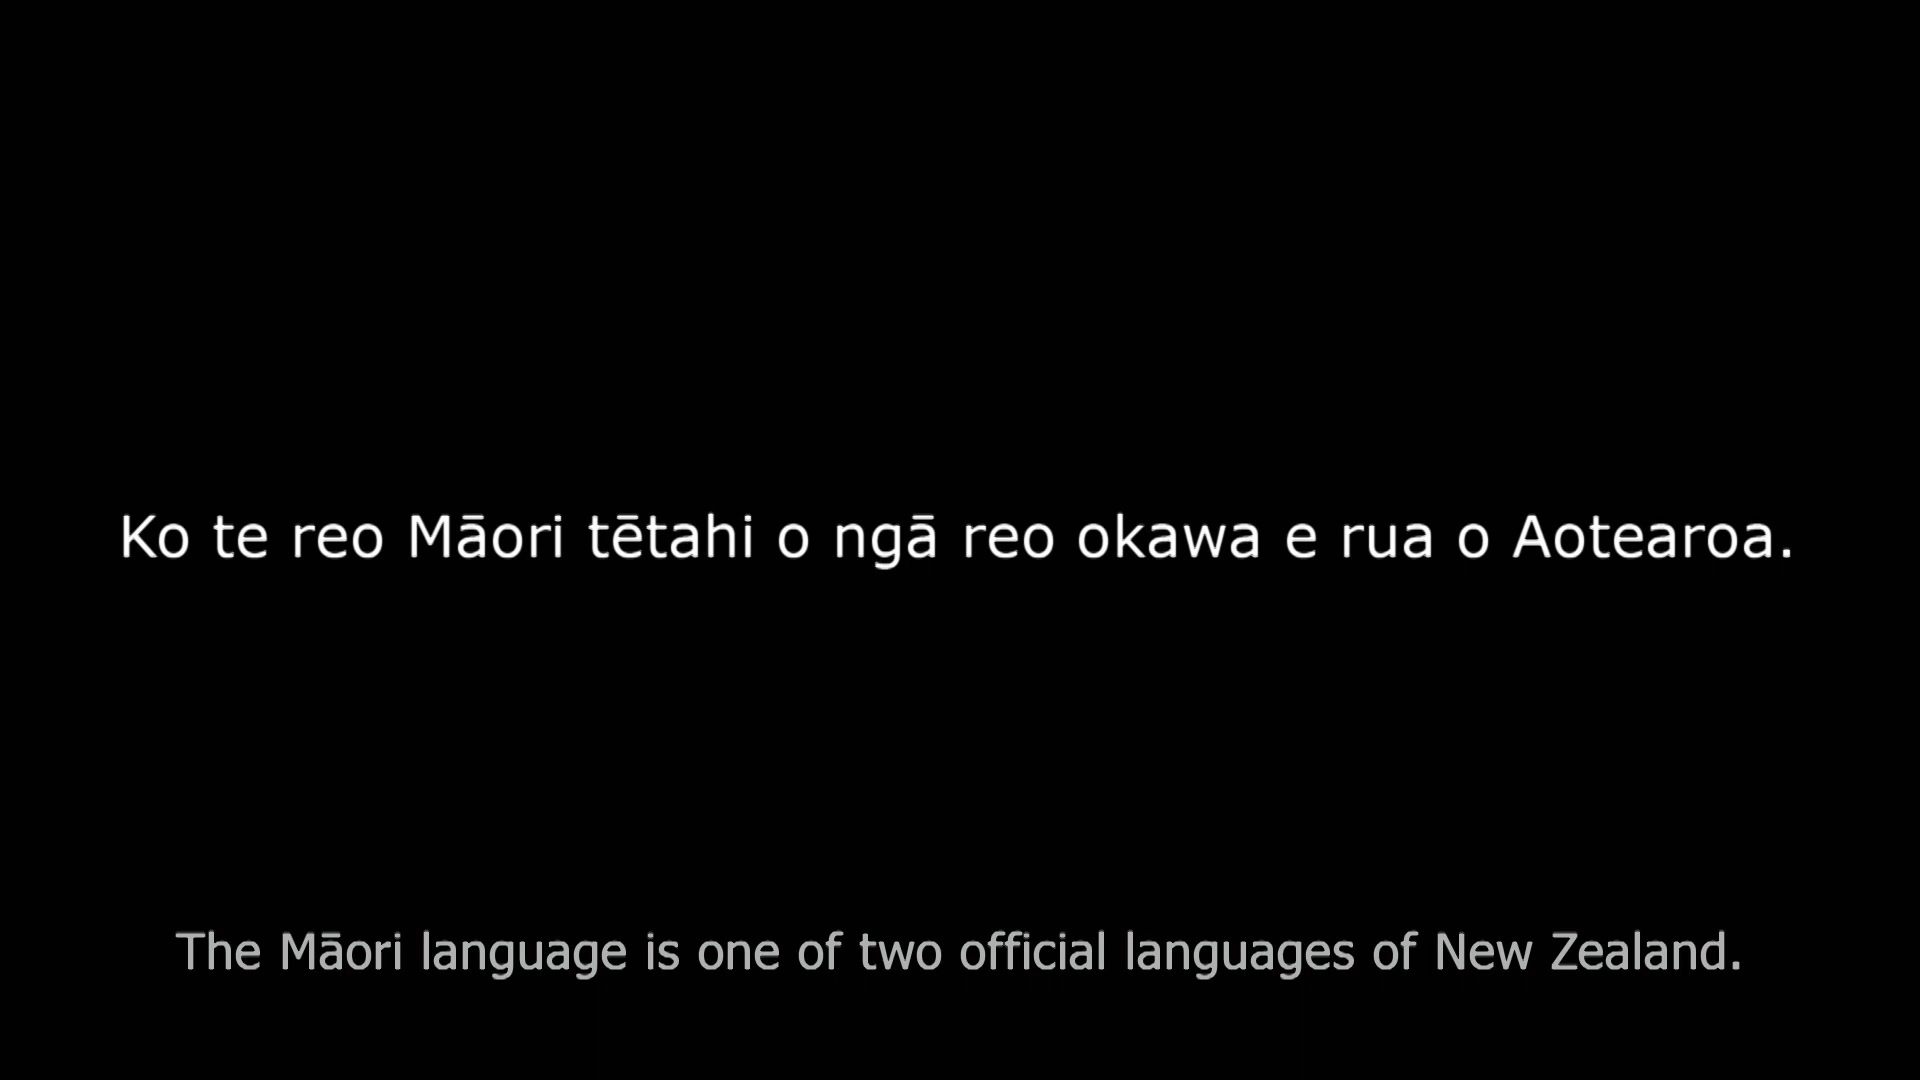 Ko te reo Māori tētahi o ngā reo okawa e rua o Aotearoa.
The Māori language is one of two official languages of New Zealand.